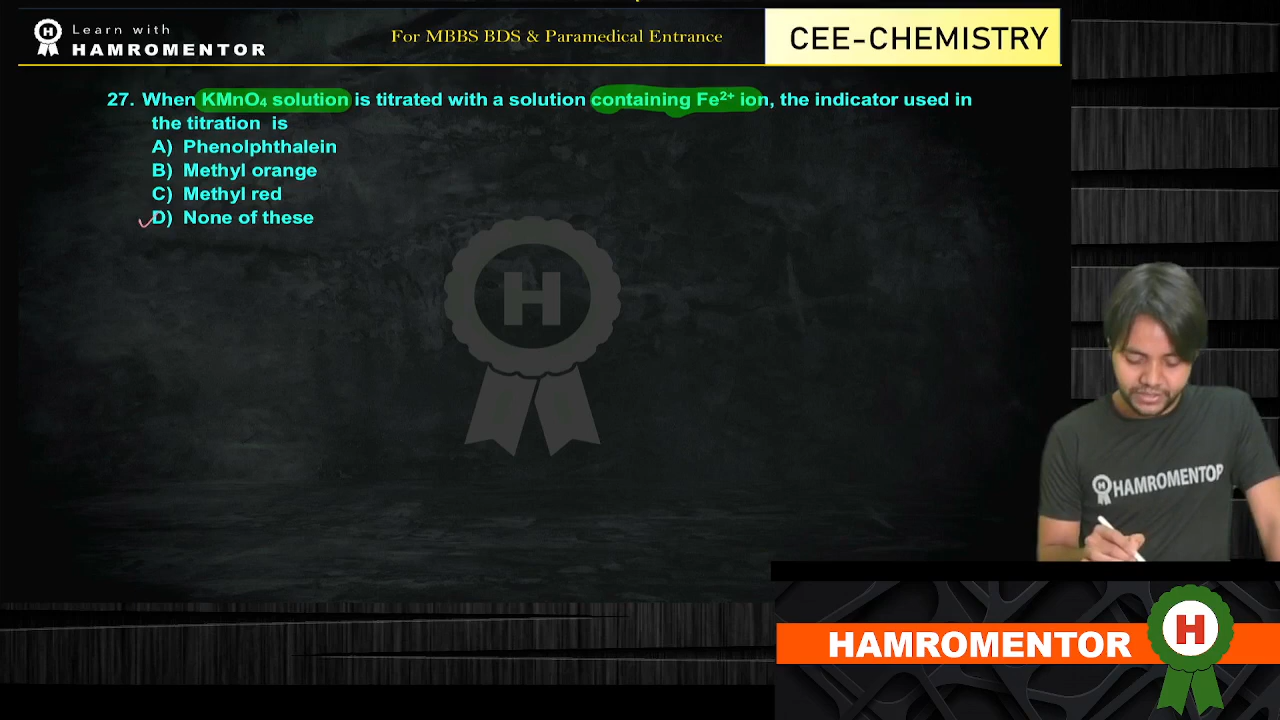 Learn with
HAMROMENTOR
For MBBS BDS & Paramedical Entrance
CEE-CHEMISTRY
27. When KMnO₄ solution is titrated with a solution containing Fe²⁺ ion, the indicator used in
the titration is
A) Phenolphthalein
B) Methyl orange
C) Methyl red
D) None of these
H
HAMROMENTOR
HAMROMENTOR
H